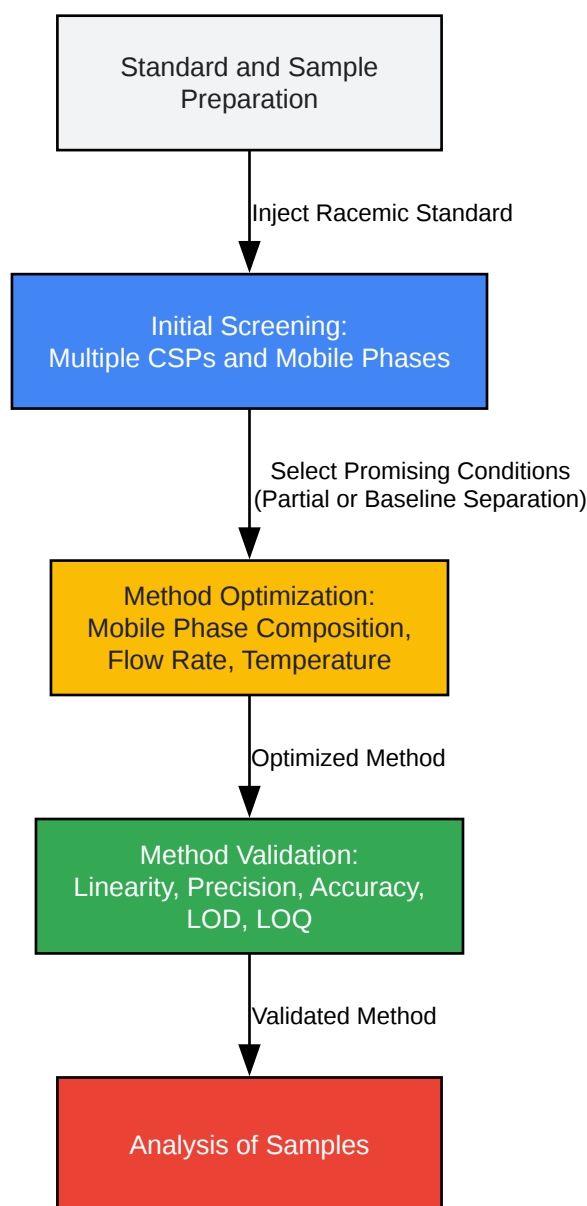 Standard and Sample
Preparation
Inject Racemic Standard
Initial Screening:
Multiple CSPs and Mobile Phases
Select Promising Conditions
(Partial or Baseline Separation)
Method Optimization:
Mobile Phase Composition,
Flow Rate, Temperature
Optimized Method
Method Validation:
Linearity, Precision, Accuracy,
LOD, LOQ
Validated Method
Analysis of Samples